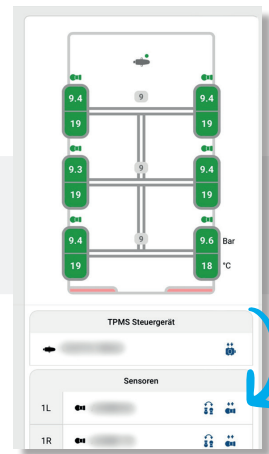 9.4 9 9.4
19 19
9.3 9 9.4
19 19
9.4 9 9.6 Bar
19 18 °C
TPMS Steuergerät
Sensoren
1L
1R